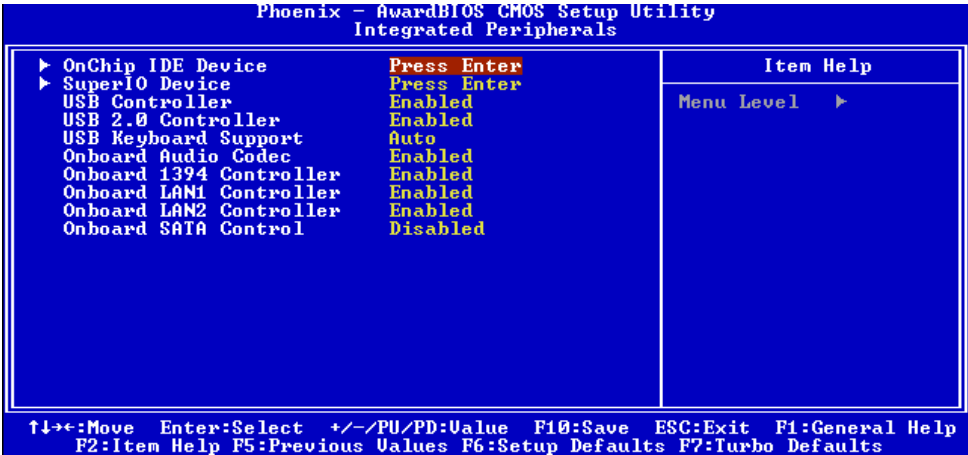 Phoenix - AwardBIOS CMOS Setup Utility
Integrated Peripherals
► OnChip IDE Device Press Enter
► SuperIO Device Press Enter
USB Controller Enabled
USB 2.0 Controller Enabled
USB Keyboard Support Auto
Onboard Audio Codec Enabled
Onboard 1394 Controller Enabled
Onboard LAN1 Controller Enabled
Onboard LAN2 Controller Enabled
Onboard SATA Control Disabled
Item Help
Menu Level ►
↑↓→←:Move Enter:Select +/-/PU/PD:Value F10:Save ESC:Exit F1:General Help
F2:Item Help F5:Previous Values F6:Setup Defaults F7:Turbo Defaults